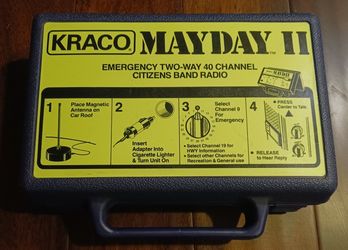 KRACO. MAYDAY II
EMERGENCY TWO-WAY 40 CHANNEL
CITIZENS BAND RADIO
1
Place Magnetic
Antenna on
Car Roof
2
Insert
Adapter Into
Cigarette Lighter
& Turn Unit On
3
Select
Channel 9
For
Emergency
• Select Channel 19 for
HWY Information
• Select other Channels for
Recreation & General use
4
▶ PRESS
Center to Talk
▶ RELEASE
to Hear Reply